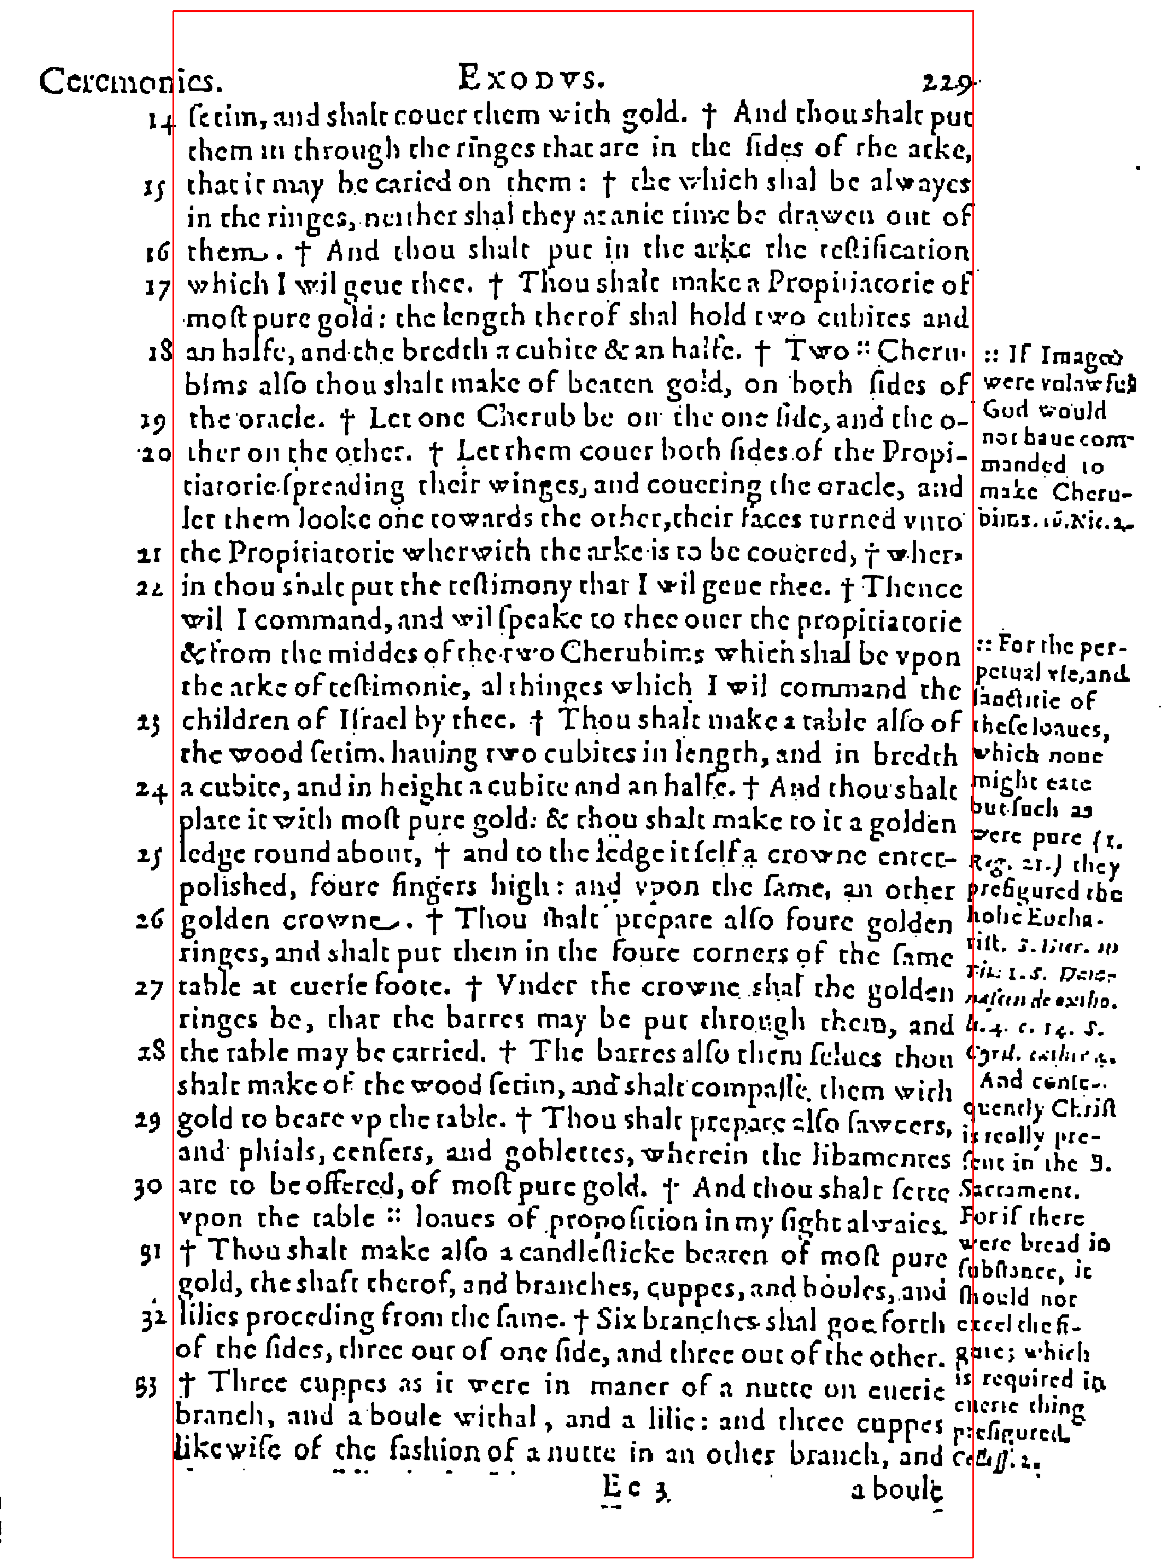 Ceremonies. EXODVS. 229
14 ſetim, and shalt couer them with gold. † And thou shalt put
them in through the ringes that are in the ſides of the arke,
15 that it may be caried on them: † the which shal be alwayes
in the ringes, neither shal they at anie time be drawen out of
16 them. † And thou shalt put in the arke the teſtification
17 which I wil geue thee. † Thou shalt make a Propitiatorie of
moſt pure gold: the length therof shal hold two cubites and
18 an halfe, and the bredth a cubite & an halfe. † Two :: Cheru-
bims alſo thou shalt make of beaten gold, on both ſides of
19 the oracle. † Let one Cherub be on the one ſide, and the o-
20 ther on the other. † Let them couer both ſides of the Propi-
tiatorie ſpreading their winges, and couering the oracle, and
let them looke one towards the other, their faces turned vnto
21 the Propitiatorie wherwith the arke is to be couered, † wher-
22 in thou shalt put the teſtimony that I wil geue thee. † Thence
wil I command, and wil ſpeake to thee ouer the propitiatorie
& from the middes of the two Cherubims which shal be vpon
the arke of teſtimonie, al thinges which I wil command the
23 children of Iſrael by thee. † Thou shalt make a table alſo of
the wood ſetim, hauing two cubites in length, and in bredth
24 a cubite, and in height a cubite and an halfe. † And thou shalt
plate it with moſt pure gold: & thou shalt make to it a golden
25 ledge round about, † and to the ledge it ſelf a crowne enter-
polished, foure fingers high: and vpon the ſame, an other
26 golden crowne. † Thou shalt prepare alſo foure golden
ringes, and shalt put them in the foure corners of the ſame
27 table at euerie foote. † Vnder the crowne shal the golden
ringes be, that the barres may be put through them, and
28 the table may be carried. † The barres alſo them ſelues thou
shalt make of the wood ſetim, and shalt compaſſe them with
29 gold to beare vp the table. † Thou shalt prepare alſo ſawcers,
and phials, cenſers, and goblettes, wherein the libamentes
30 are to be offered, of moſt pure gold. † And thou shalt ſette
vpon the table :: loaues of propoſition in my ſight alwaies.
31 † Thou shalt make alſo a candleſticke beaten of moſt pure
gold, the shaft therof, and branches, cuppes, and boules, and
32 lilies proceding from the ſame. † Six branches shal goe forth
of the ſides, three out of one ſide, and three out of the other.
33 † Three cuppes as it were in maner of a nutte on euerie
branch, and a boule withal, and a lilie: and three cuppes
likewiſe of the faſhion of a nutte in an other branch, and
Ee 3 a boule
:: If Images
were vnlawful
God would
not haue com-
manded to
make Cheru-
bims. Nic. 2.
:: For the per-
petual vſe, and
ſanctitie of
theſe loaues,
which none
might eate
but ſuch as
were pure (1.
Reg. 21.) they
prefigured the
holie Eucha-
riſt. S. Hier. in
Tit. 1. S.
de
li. 4. c. 14. S.
Cyril. 4.
And conſe-
quently Chriſt
is really pre-
ſent in the B.
Sacrament.
For if there
were bread in
ſubſtance, it
ſhould not
excel the fi-
gure; which
is required in
euerie thing
prefigured.
2.